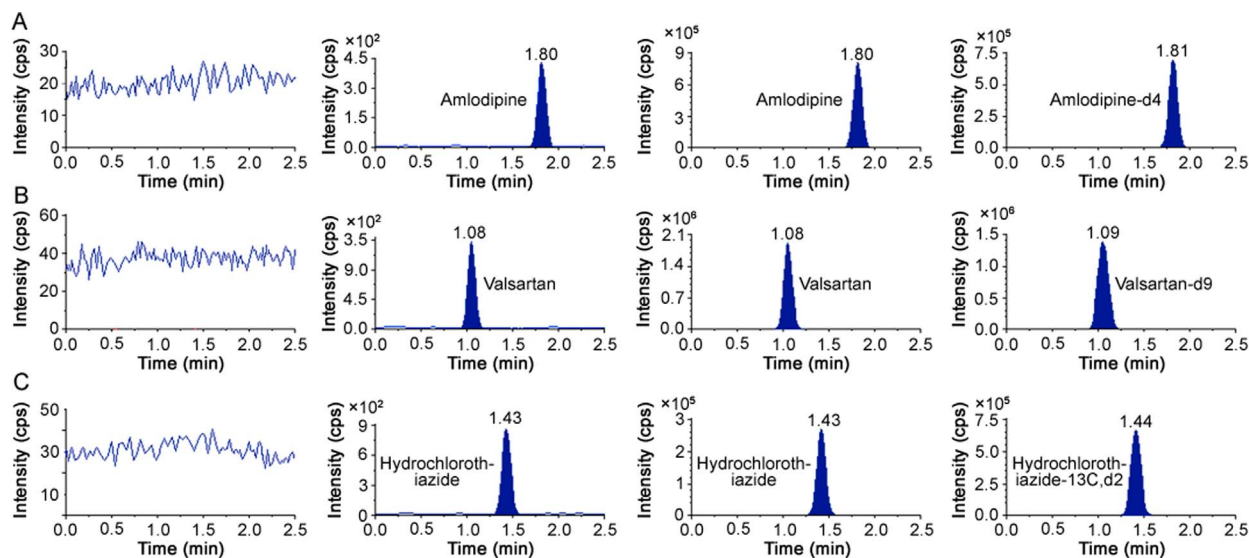 A
Intensity (cps)
30
20
10
0
0.0 0.5 1.0 1.5 2.0 2.5
Time (min)
Intensity (cps)
×10²
4.5
3.0
1.5
0
1.80
Amlodipine
0.0 0.5 1.0 1.5 2.0 2.5
Time (min)
Intensity (cps)
×10⁵
9
6
3
0
1.80
Amlodipine
0.0 0.5 1.0 1.5 2.0 2.5
Time (min)
Intensity (cps)
×10⁵
7.5
5.0
2.5
0
1.81
Amlodipine-d4
0.0 0.5 1.0 1.5 2.0 2.5
Time (min)
B
Intensity (cps)
60
40
20
0
0.0 0.5 1.0 1.5 2.0 2.5
Time (min)
Intensity (cps)
×10²
3.5
9.0
4.5
0.0
1.08
Valsartan
0.0 0.5 1.0 1.5 2.0 2.5
Time (min)
Intensity (cps)
×10⁶
2.1
1.4
0.7
0.0
1.08
Valsartan
0.0 0.5 1.0 1.5 2.0 2.5
Time (min)
Intensity (cps)
×10⁶
1.5
1.0
0.5
0.0
1.09
Valsartan-d9
0.0 0.5 1.0 1.5 2.0 2.5
Time (min)
C
Intensity (cps)
50
30
10
0
0.0 0.5 1.0 1.5 2.0 2.5
Time (min)
Intensity (cps)
×10²
9
6
3
0
1.43
Hydrochloroth-
iazide
0.0 0.5 1.0 1.5 2.0 2.5
Time (min)
Intensity (cps)
×10⁵
3
2
1
0
1.43
Hydrochloroth-
iazide
0.0 0.5 1.0 1.5 2.0 2.5
Time (min)
Intensity (cps)
×10⁵
7.5
5.0
2.5
0
1.44
Hydrochloroth-
iazide-13C,d2
0.0 0.5 1.0 1.5 2.0 2.5
Time (min)